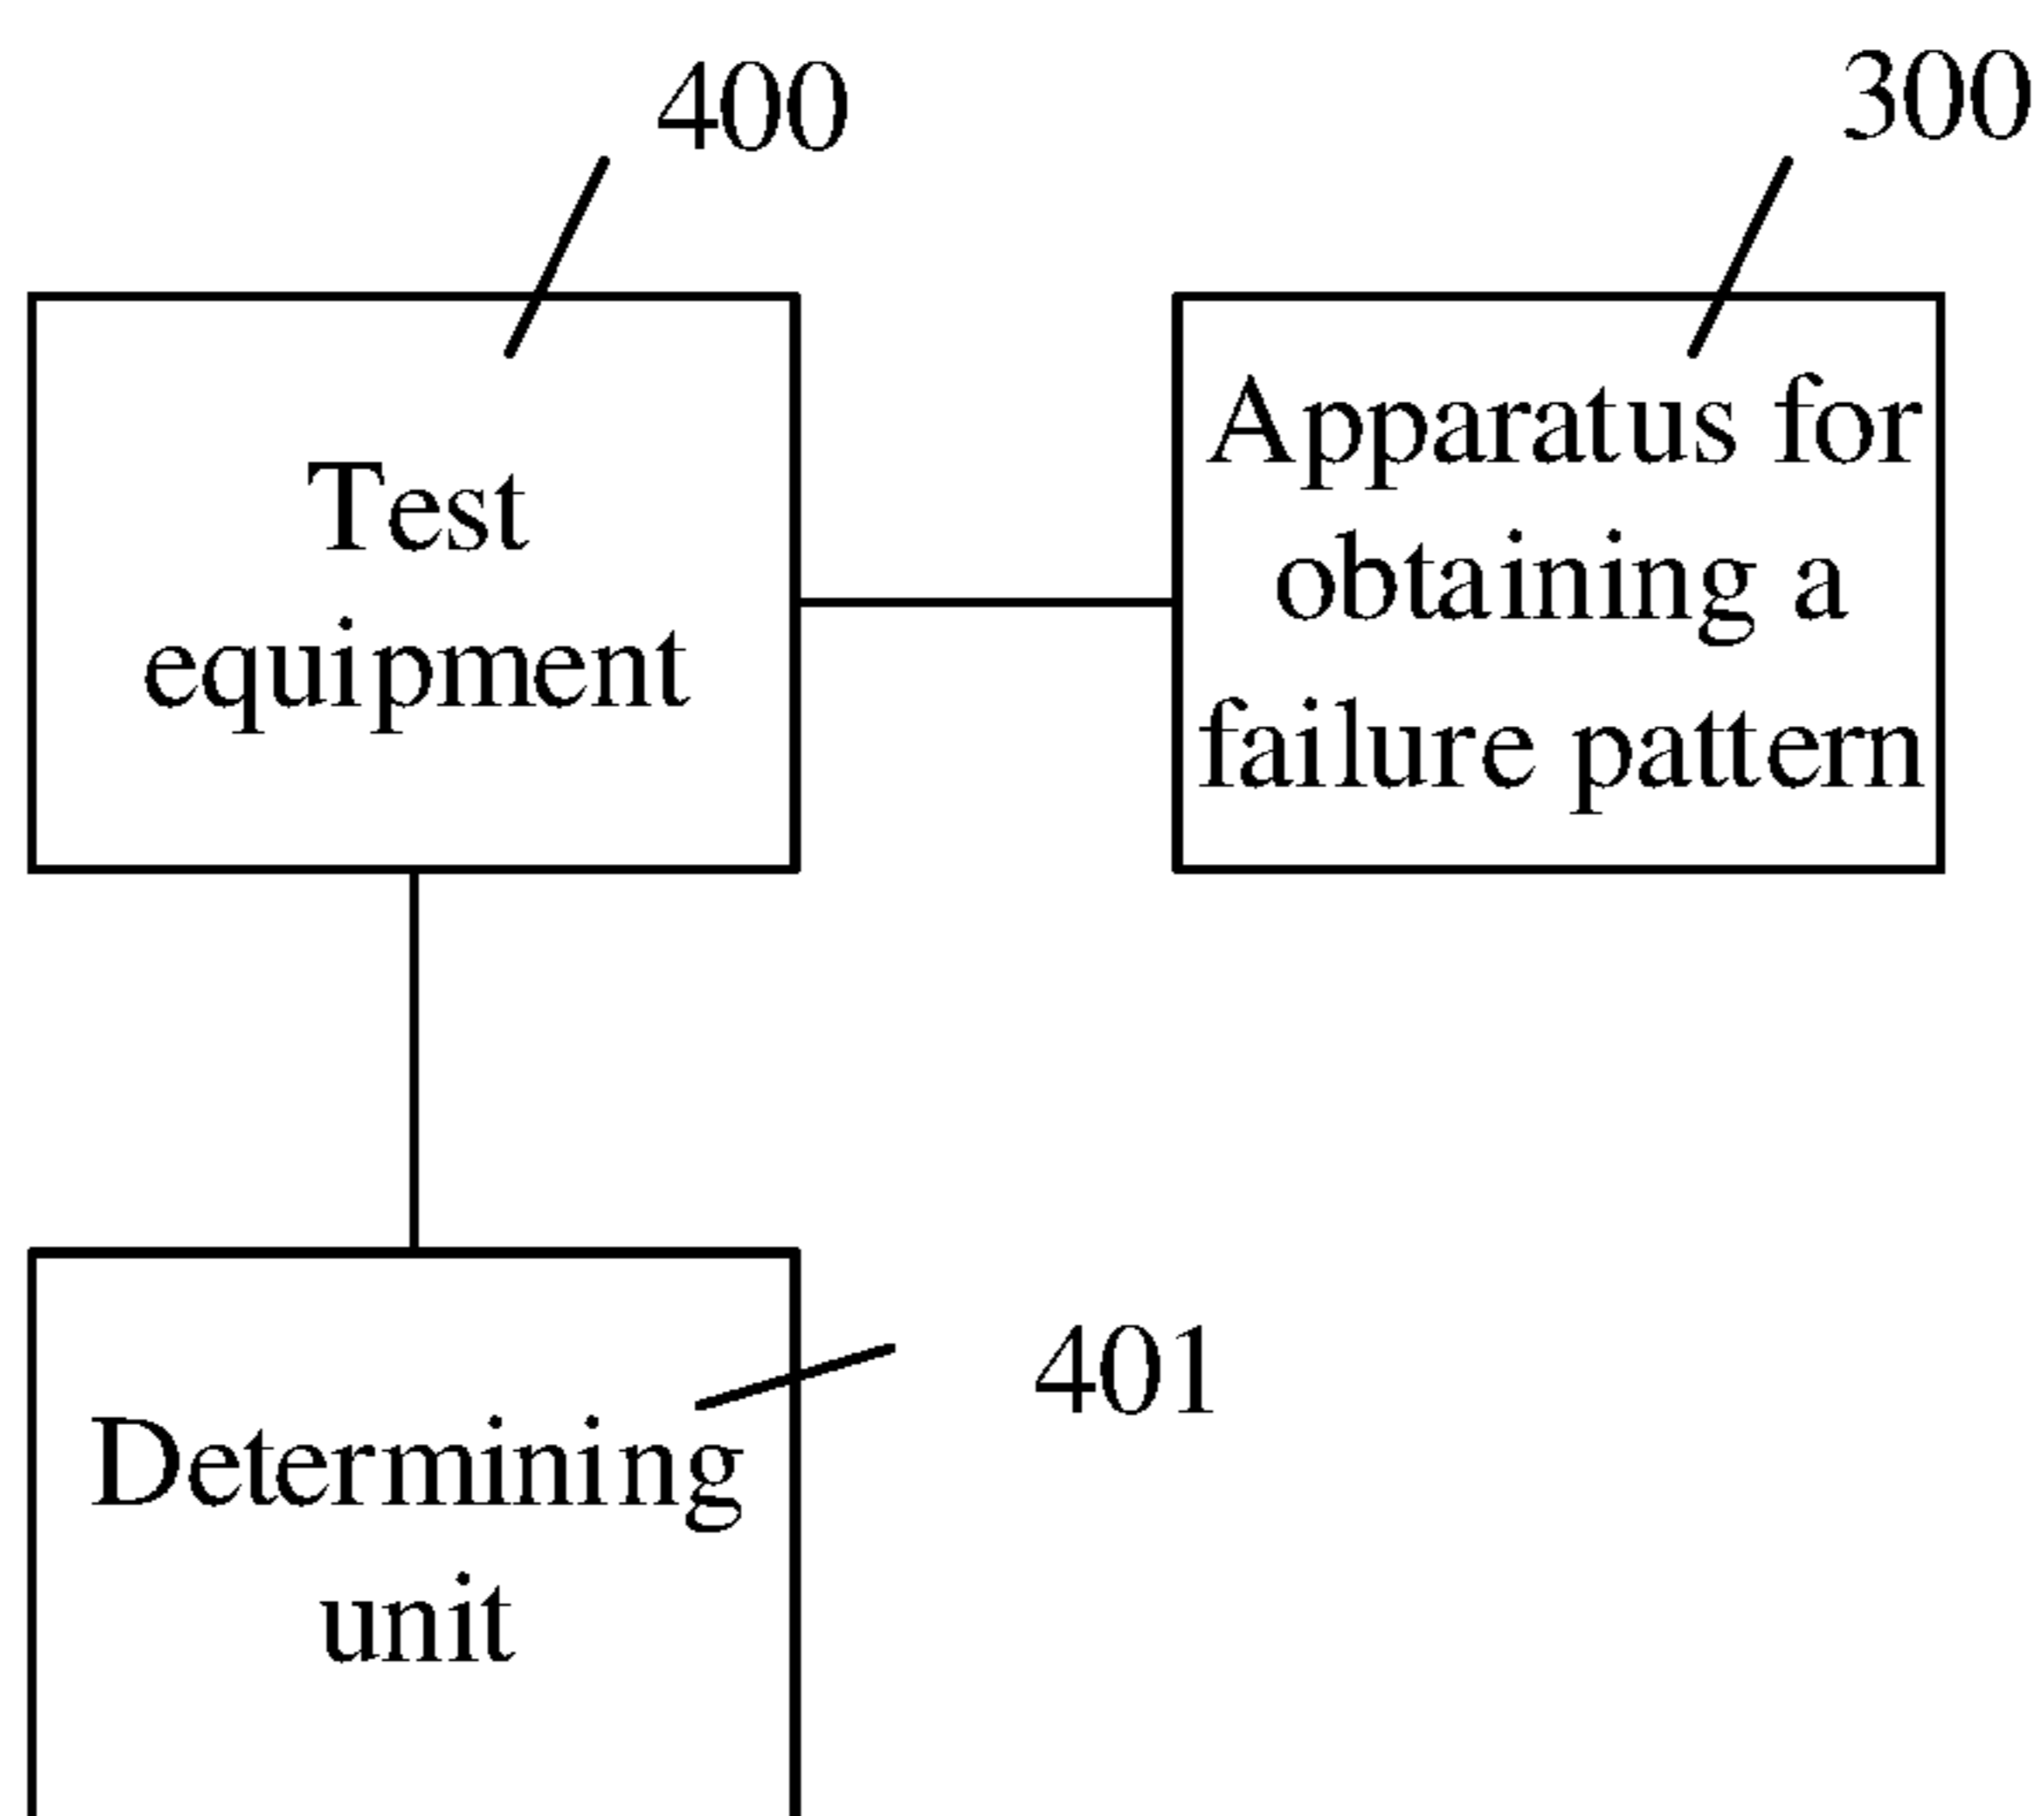 400
300
Test
equipment
Apparatus for
obtaining a
failure pattern
401
Determining
unit